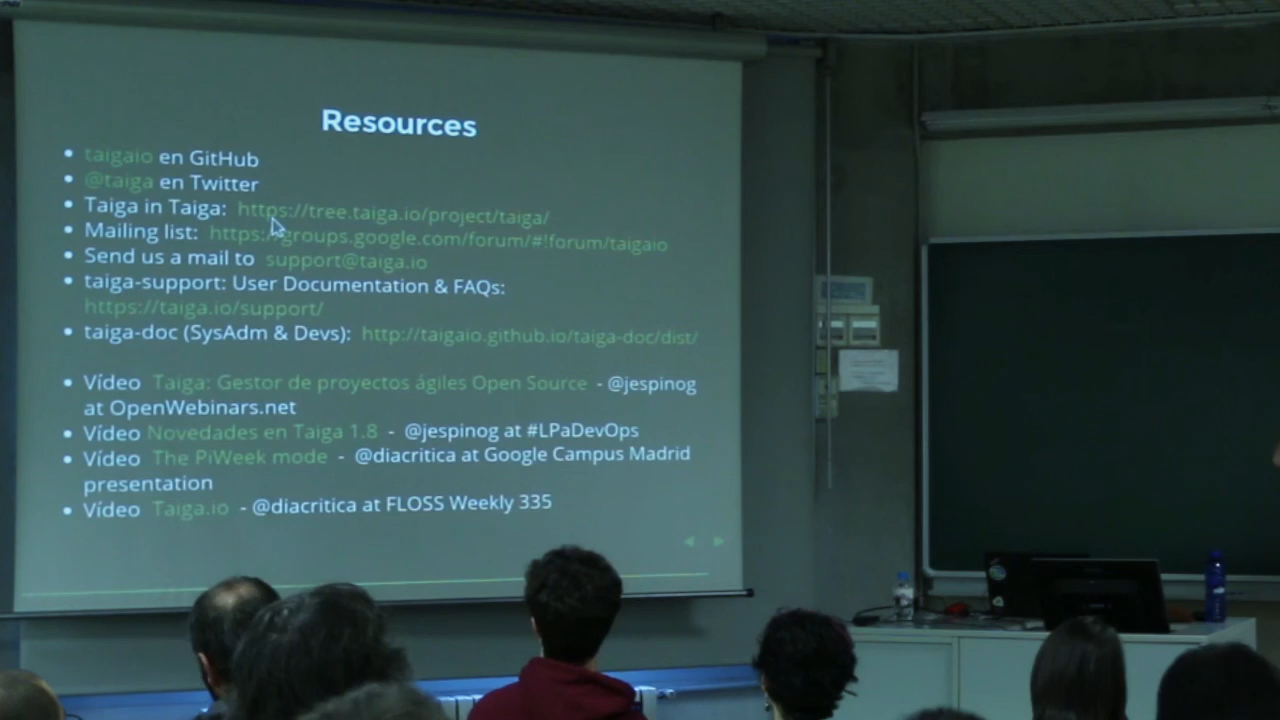 Resources
taigaio en GitHub
@taiga en Twitter
Taiga in Taiga: https://tree.taiga.io/project/taiga/
Mailing list: https://groups.google.com/forum/#!forum/taigaio
Send us a mail to support@taiga.io
taiga-support: User Documentation & FAQs:
https://taiga.io/support/
taiga-doc (SysAdm & Devs): http://taigaio.github.io/taiga-doc/dist/
Vídeo Taiga: Gestor de proyectos ágiles Open Source - @jespinog
at OpenWebinars.net
Vídeo Novedades en Taiga 1.8 - @jespinog at #LPaDevOps
Vídeo The PiWeek mode - @diacritica at Google Campus Madrid
presentation
Vídeo Taiga.io - @diacritica at FLOSS Weekly 335